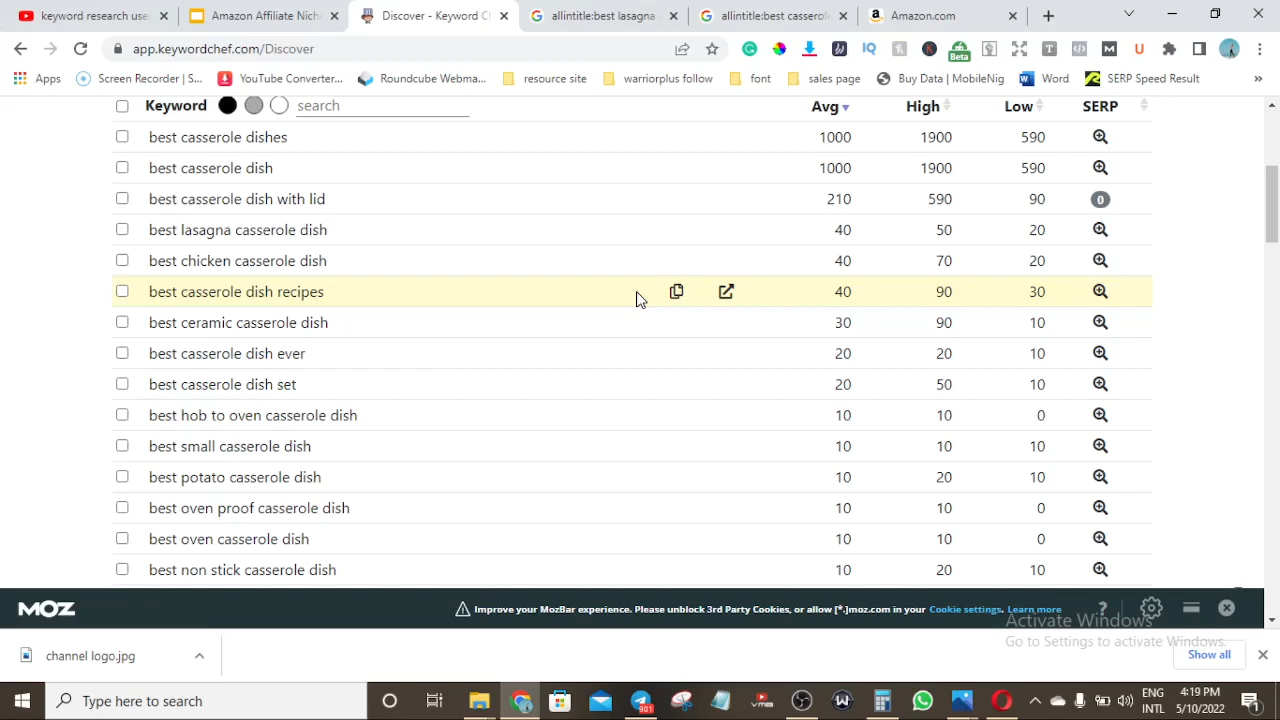 keyword research use
Amazon Affiliate Nich
Discover - Keyword C
allintitle:best lasagna
allintitle:best casserol
Amazon.com
app.keywordchef.com/Discover
Beta
Apps
Screen Recorder | S...
YouTube Converter...
Roundcube Webma...
resource site
warriorplus follow
font
sales page
Buy Data | MobileNig
Word
SERP Speed Result
»
Keyword search Avg High Low SERP
best casserole dishes 1000 1900 590
best casserole dish 1000 1900 590
best casserole dish with lid 210 590 90 0
best lasagna casserole dish 40 50 20
best chicken casserole dish 40 70 20
best casserole dish recipes 40 90 30
best ceramic casserole dish 30 90 10
best casserole dish ever 20 20 10
best casserole dish set 20 50 10
best hob to oven casserole dish 10 10 0
best small casserole dish 10 10 10
best potato casserole dish 10 20 10
best oven proof casserole dish 10 10 0
best oven casserole dish 10 10 0
best non stick casserole dish 10 20 10
MOZ
Improve your MozBar experience. Please unblock 3rd Party Cookies, or allow [*.]moz.com in your Cookie settings. Learn more
?
Activate Windows
Go to Settings to activate Windows.
channel logo.jpg
Show all
Type here to search
901
ENG
INTL
4:19 PM
5/10/2022
1